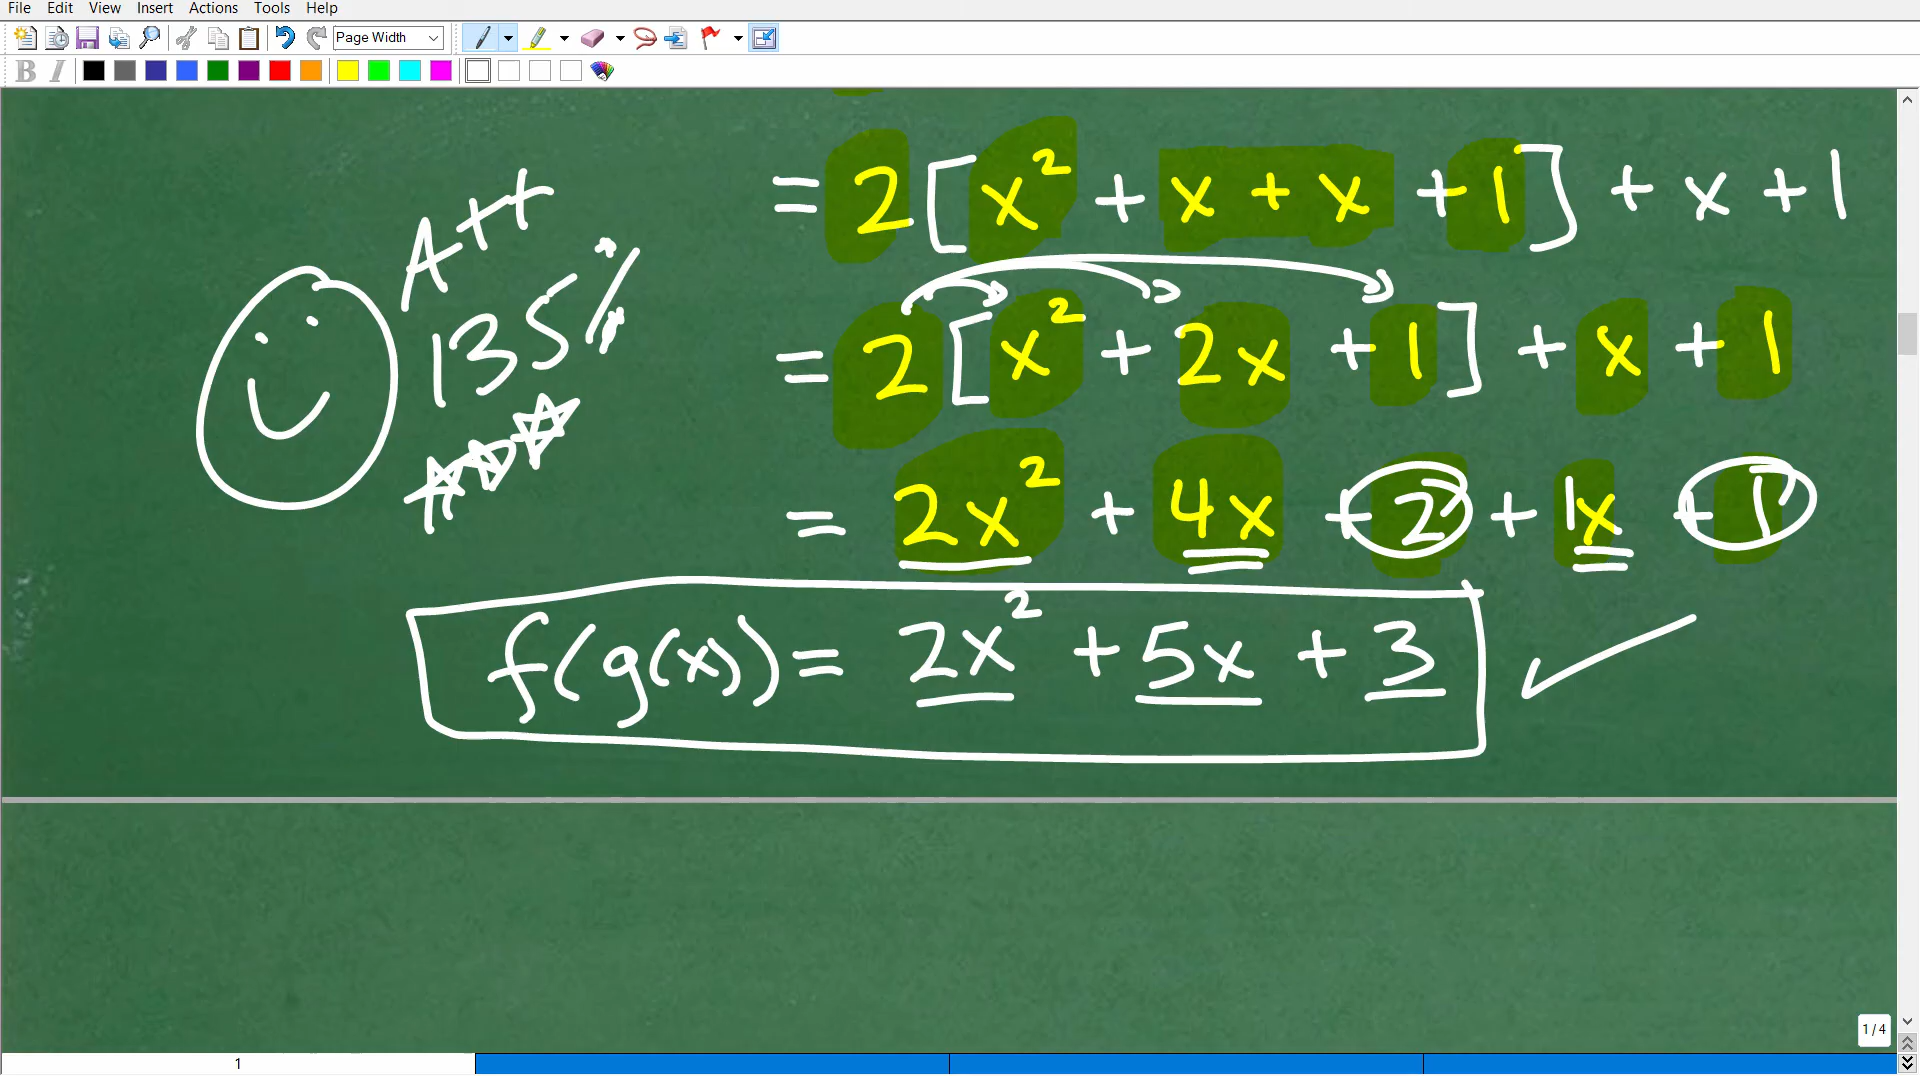 File Edit View Insert Actions Tools Help
Page Width
B I
= 2[x² + x + x + 1] + x + 1
A++
135%
= 2[x² + 2x + 1] + x + 1
= 2x² + 4x + 2 + 1x + 1
f(g(x)) = 2x² + 5x + 3
1 / 4
1